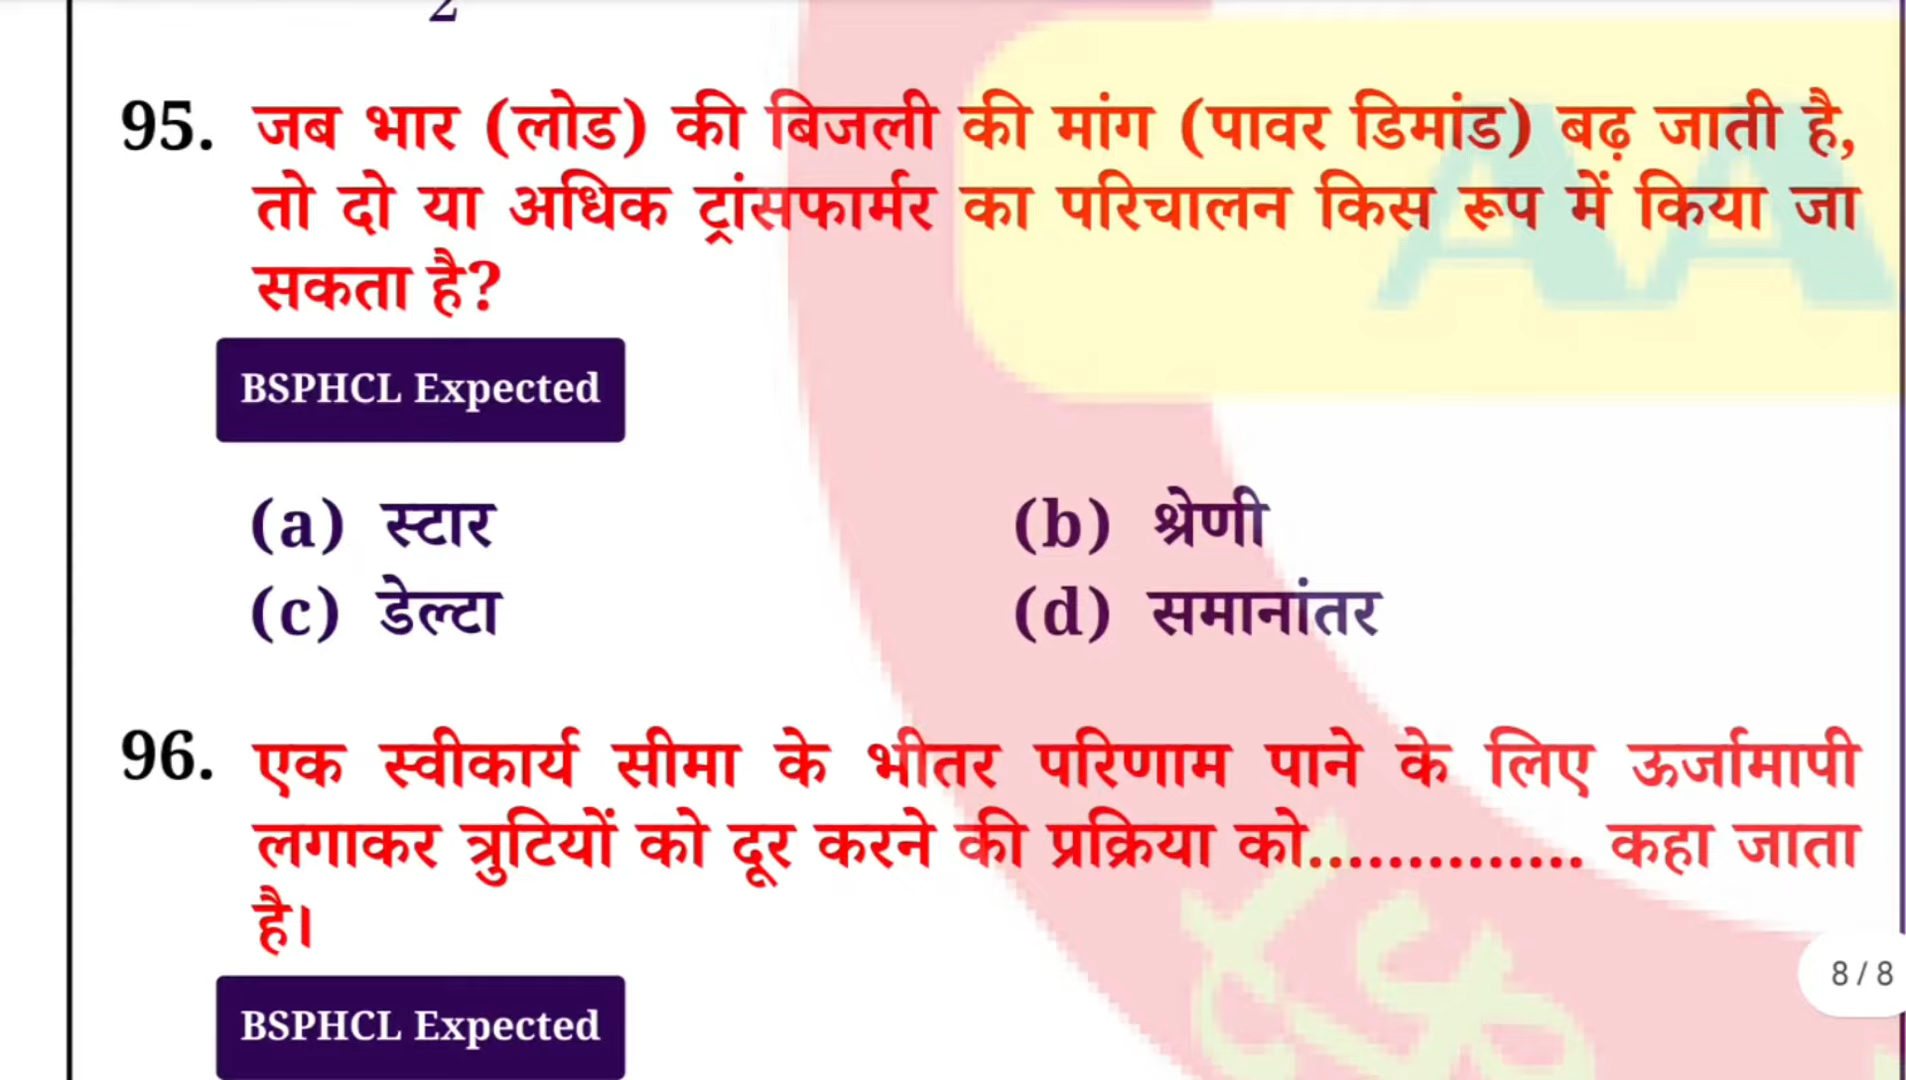 95. जब भार (लोड) की बिजली की मांग (पावर डिमांड) बढ़ जाती है,
तो दो या अधिक ट्रांसफार्मर का परिचालन किस रूप में किया जा
सकता है?
BSPHCL Expected
(a) स्टार (b) श्रेणी
(c) डेल्टा (d) समानांतर
96. एक स्वीकार्य सीमा के भीतर परिणाम पाने के लिए ऊर्जामापी
लगाकर त्रुटियों को दूर करने की प्रक्रिया को.............. कहा जाता
है।
8 / 8
BSPHCL Expected